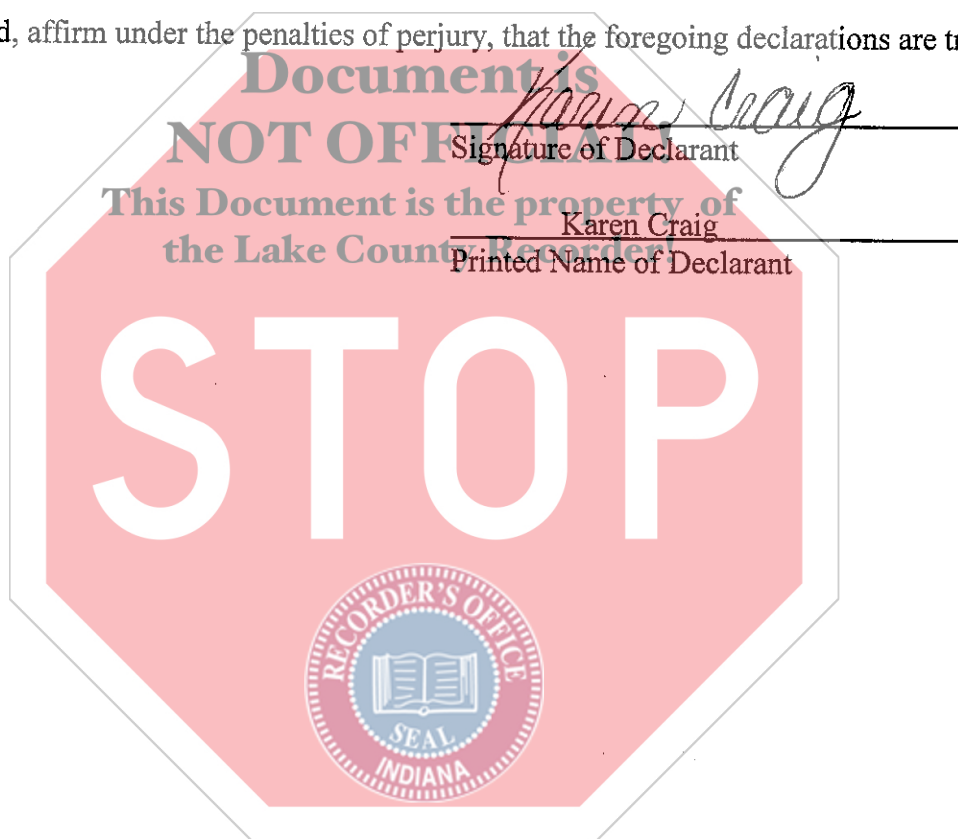 d, affirm under the penalties of perjury, that the foregoing declarations are tr
Document is
Karen Craig
NOT OFFICIAL!
Signature of Declarant
This Document is the property of
Karen Craig
the Lake County Recorder!
Printed Name of Declarant
STOP
RECORDER'S OFFICE
SEAL
INDIANA